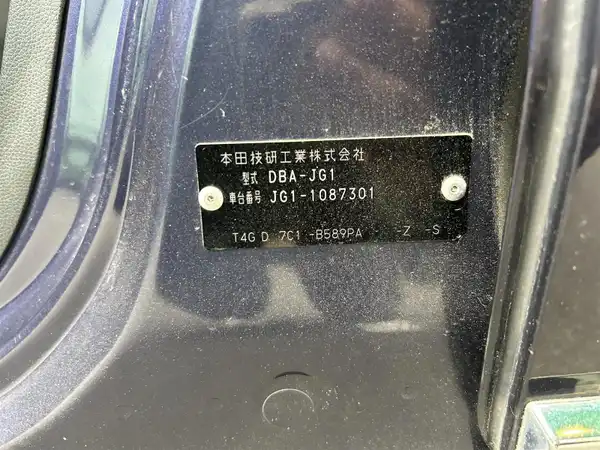 本田技研工業株式会社
型式 DBA-JG1
車台番号 JG1-1087301
T4G D 7C1 -B589PA - -Z -S